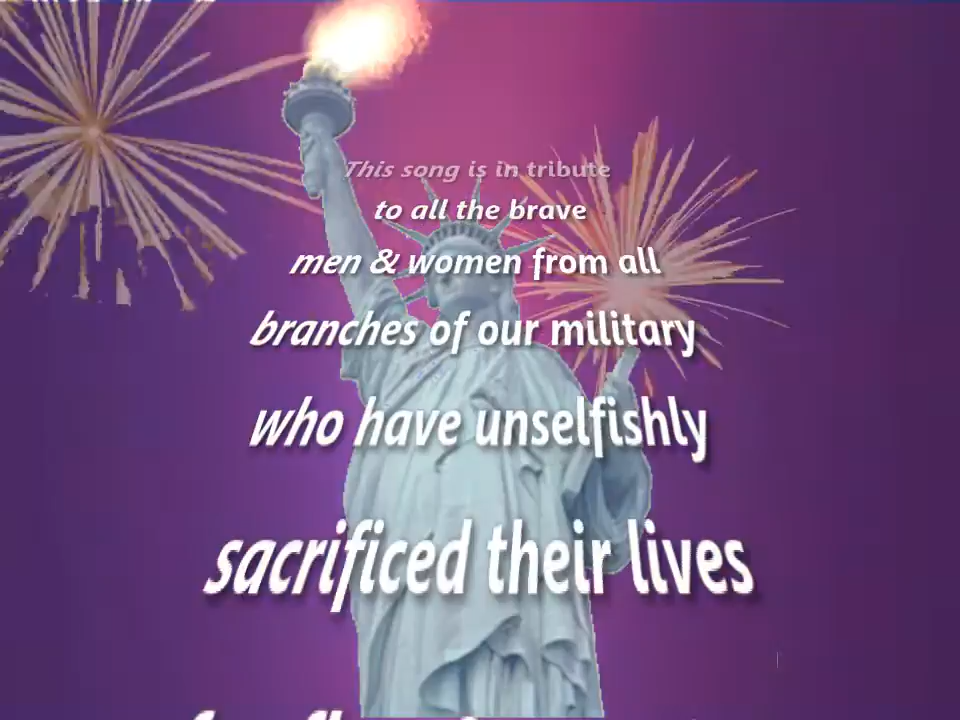 This song is in tribute
to all the brave
men & women from all
branches of our military
who have unselfishly
sacrificed their lives